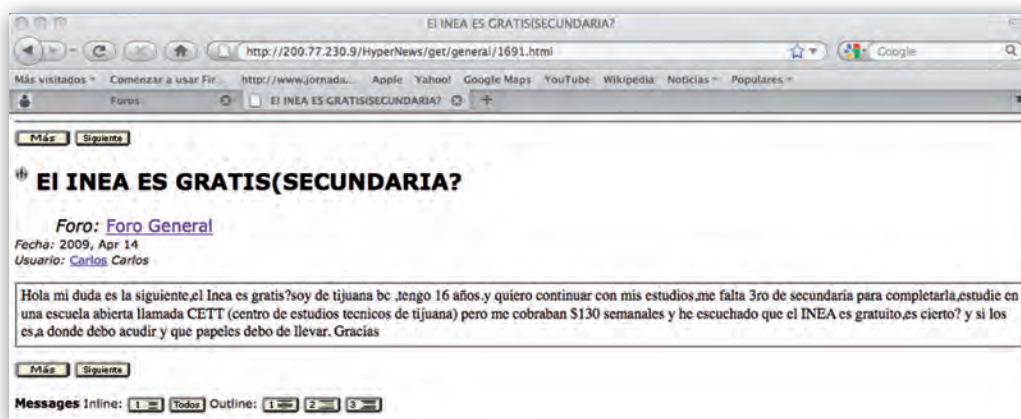 El INEA ES GRATIS(SECUNDARIA?
http://200.77.230.9/HyperNews/get/general/1691.html
Google
Más visitados Comenzar a usar Fir... http://www.jornada... Apple Yahoo! Google Maps YouTube Wikipedia Noticias Populares
Foros El INEA ES GRATIS(SECUNDARIA? +
Más Siguiente
El INEA ES GRATIS(SECUNDARIA?
Foro: Foro General
Fecha: 2009, Apr 14
Usuario: Carlos Carlos
Hola mi duda es la siguiente,el Inea es gratis?soy de tijuana bc ,tengo 16 años.y quiero continuar con mis estudios,me falta 3ro de secundaria para completarla,estudie en
una escuela abierta llamada CETT (centro de estudios tecnicos de tijuana) pero me cobraban $130 semanales y he escuchado que el INEA es gratuito,es cierto? y si los
es,a donde debo acudir y que papeles debo de llevar. Gracias
Más Siguiente
Messages Inline: 1 Todos Outline: 1 2 3